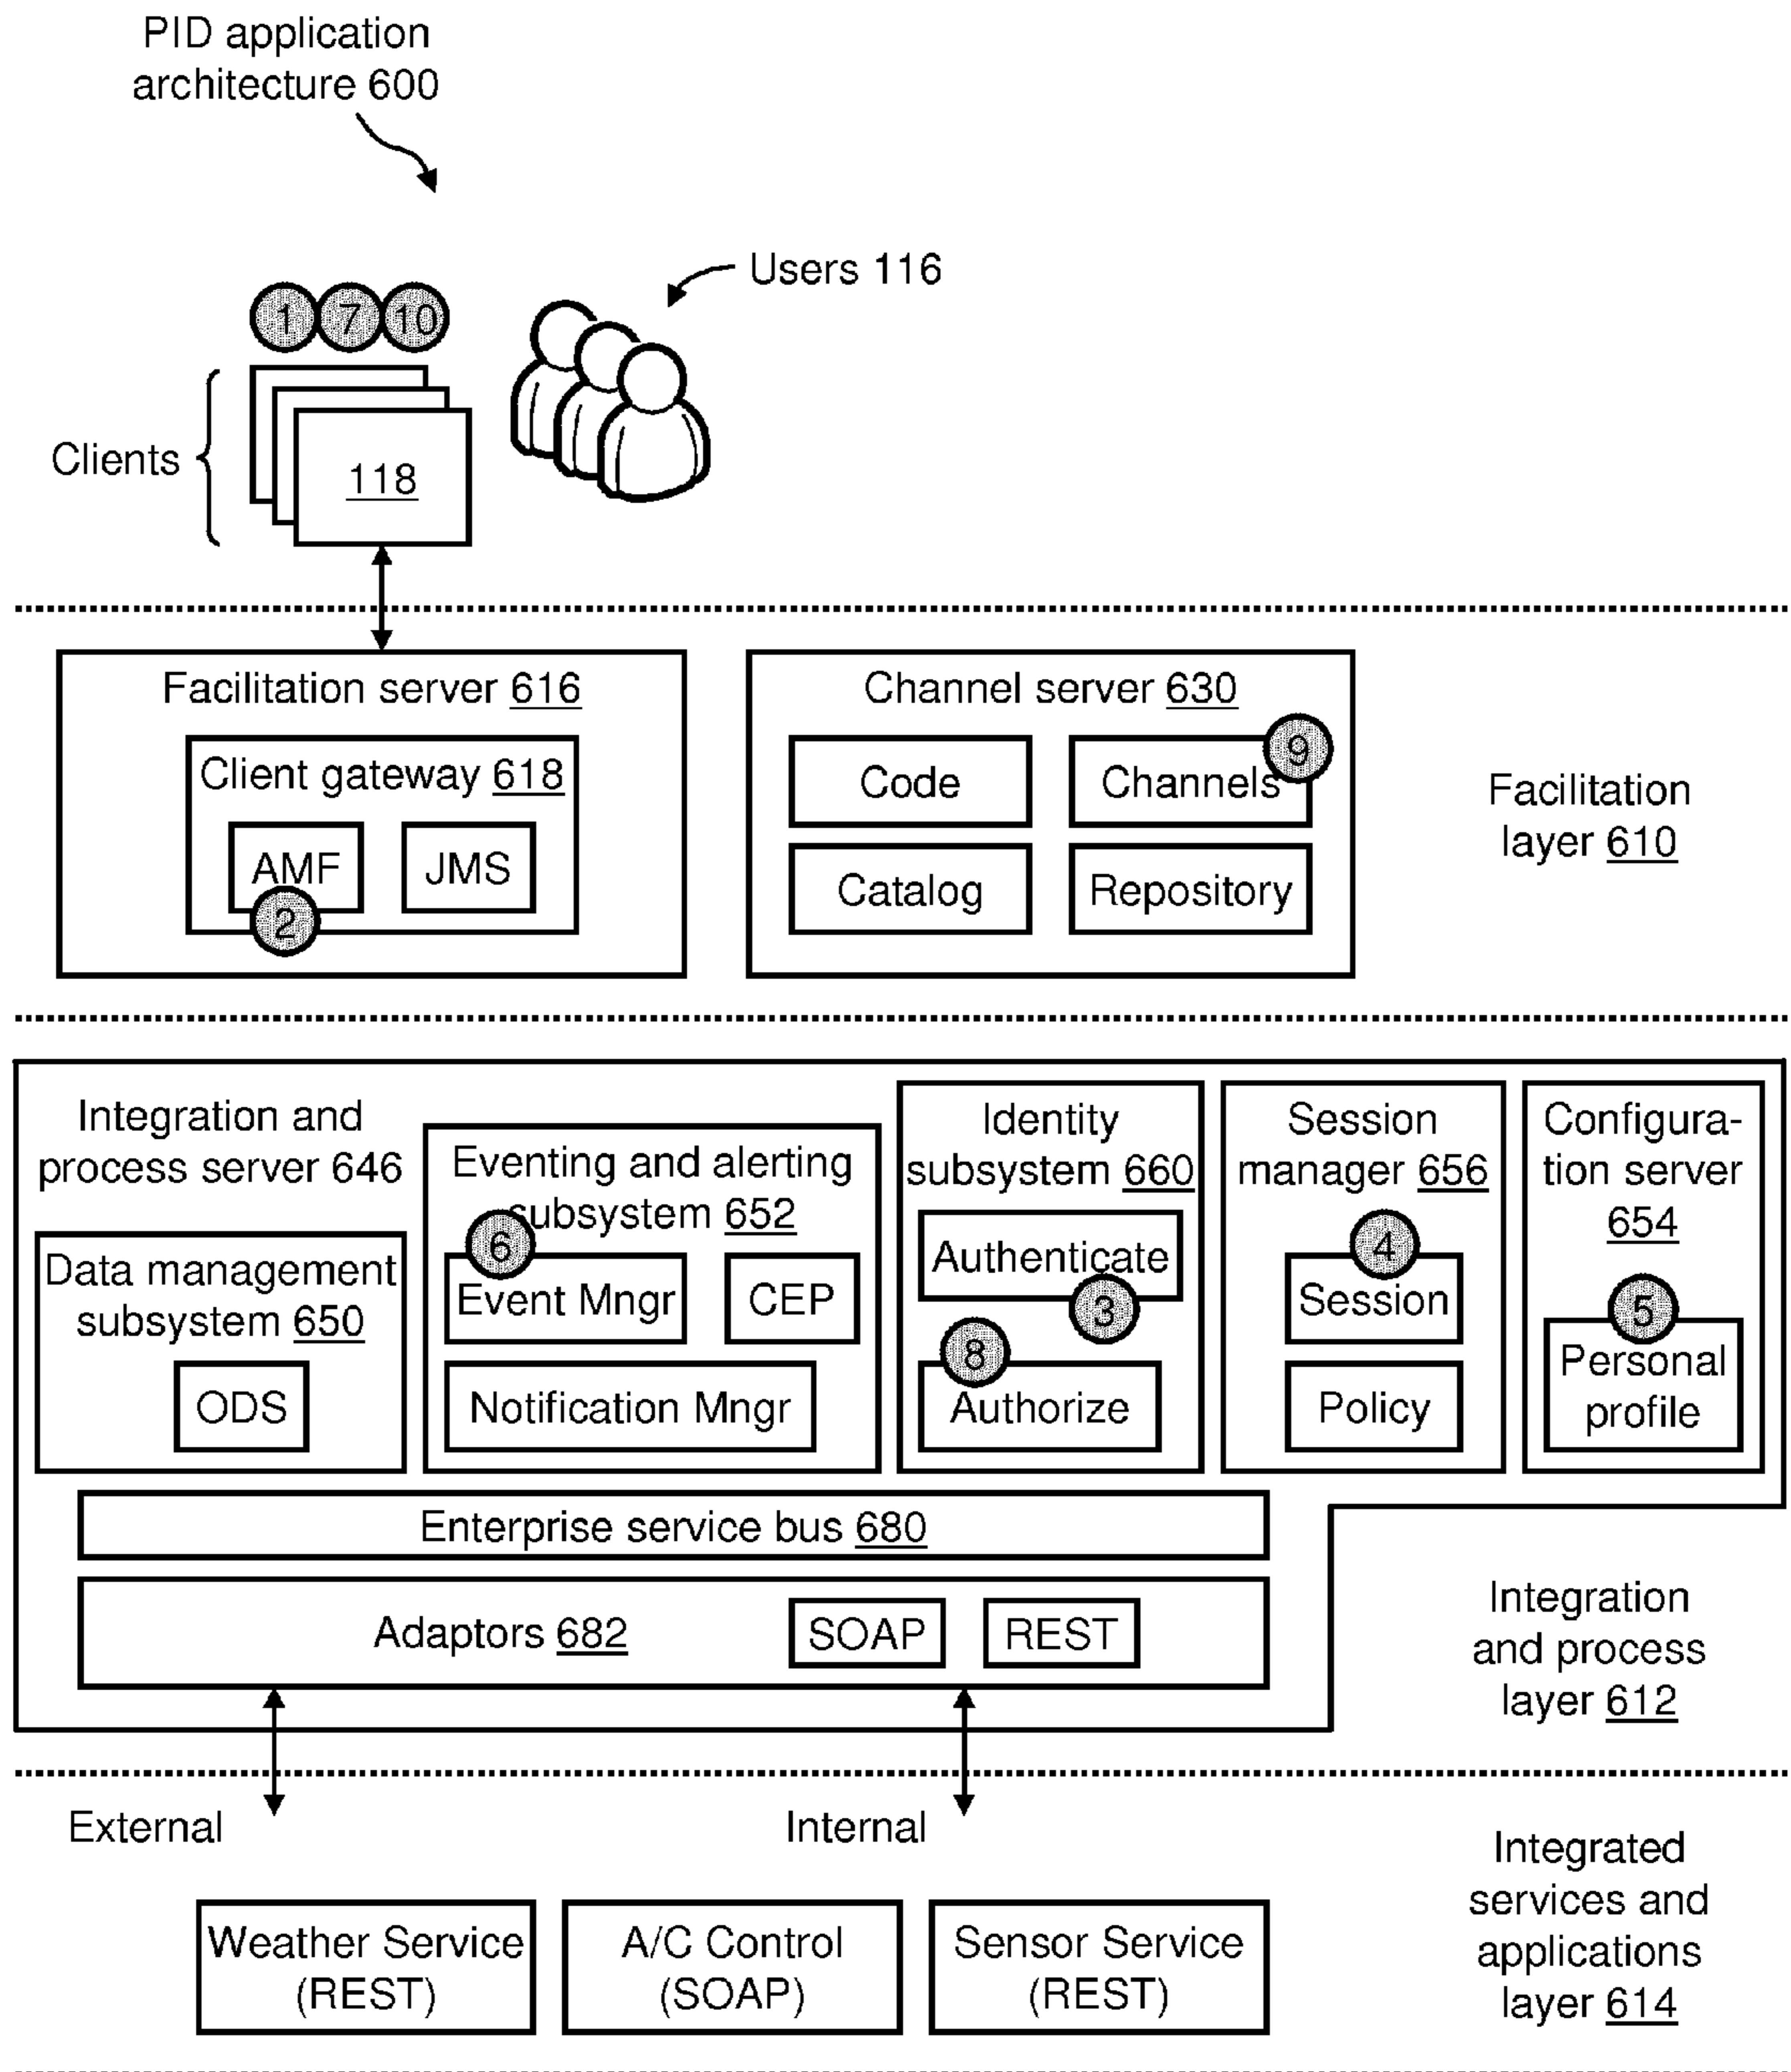 PID application
architecture 600
Users 116
1 7 10
Clients
118
Facilitation server 616
Client gateway 618
AMF
JMS
2
Channel server 630
9
Code
Channels
Catalog
Repository
Facilitation
layer 610
Integration and
process server 646
Data management
subsystem 650
ODS
Eventing and alerting
subsystem 652
6
Event Mngr
CEP
Notification Mngr
Identity
subsystem 660
Authenticate
3
8
Authorize
Session
manager 656
4
Session
Policy
Configura-
tion server
654
5
Personal
profile
Enterprise service bus 680
Adaptors 682
SOAP
REST
Integration
and process
layer 612
External
Internal
Weather Service
(REST)
A/C Control
(SOAP)
Sensor Service
(REST)
Integrated
services and
applications
layer 614